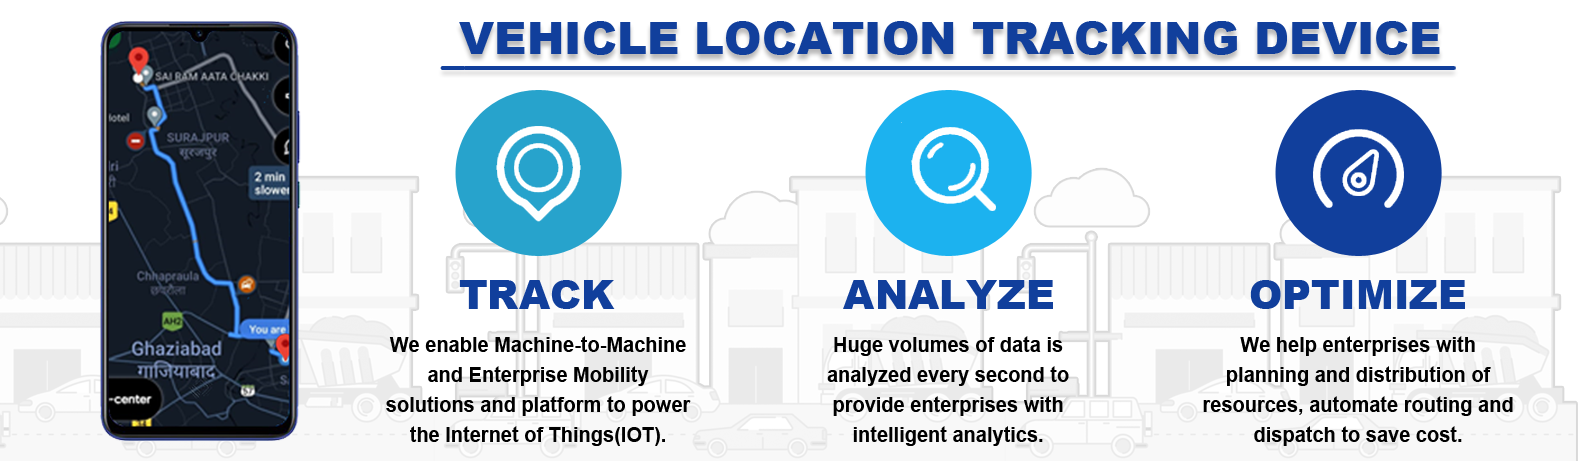 VEHICLE LOCATION TRACKING DEVICE
SAI RAM AATA CHAKKI
otel
SURAJPUR
सूरजपुर
2 min
slower
Chhapraula
छपरौला
AH2
You are
Ghaziabad
गाजियाबाद
-center
TRACK
We enable Machine-to-Machine
and Enterprise Mobility
solutions and platform to power
the Internet of Things(IOT).
ANALYZE
Huge volumes of data is
analyzed every second to
provide enterprises with
intelligent analytics.
OPTIMIZE
We help enterprises with
planning and distribution of
resources, automate routing and
dispatch to save cost.